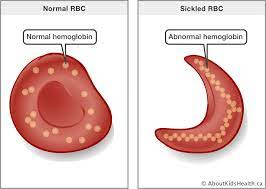 Normal RBC
Normal hemoglobin
Sickled RBC
Abnormal hemoglobin
© AboutKidsHealth.ca